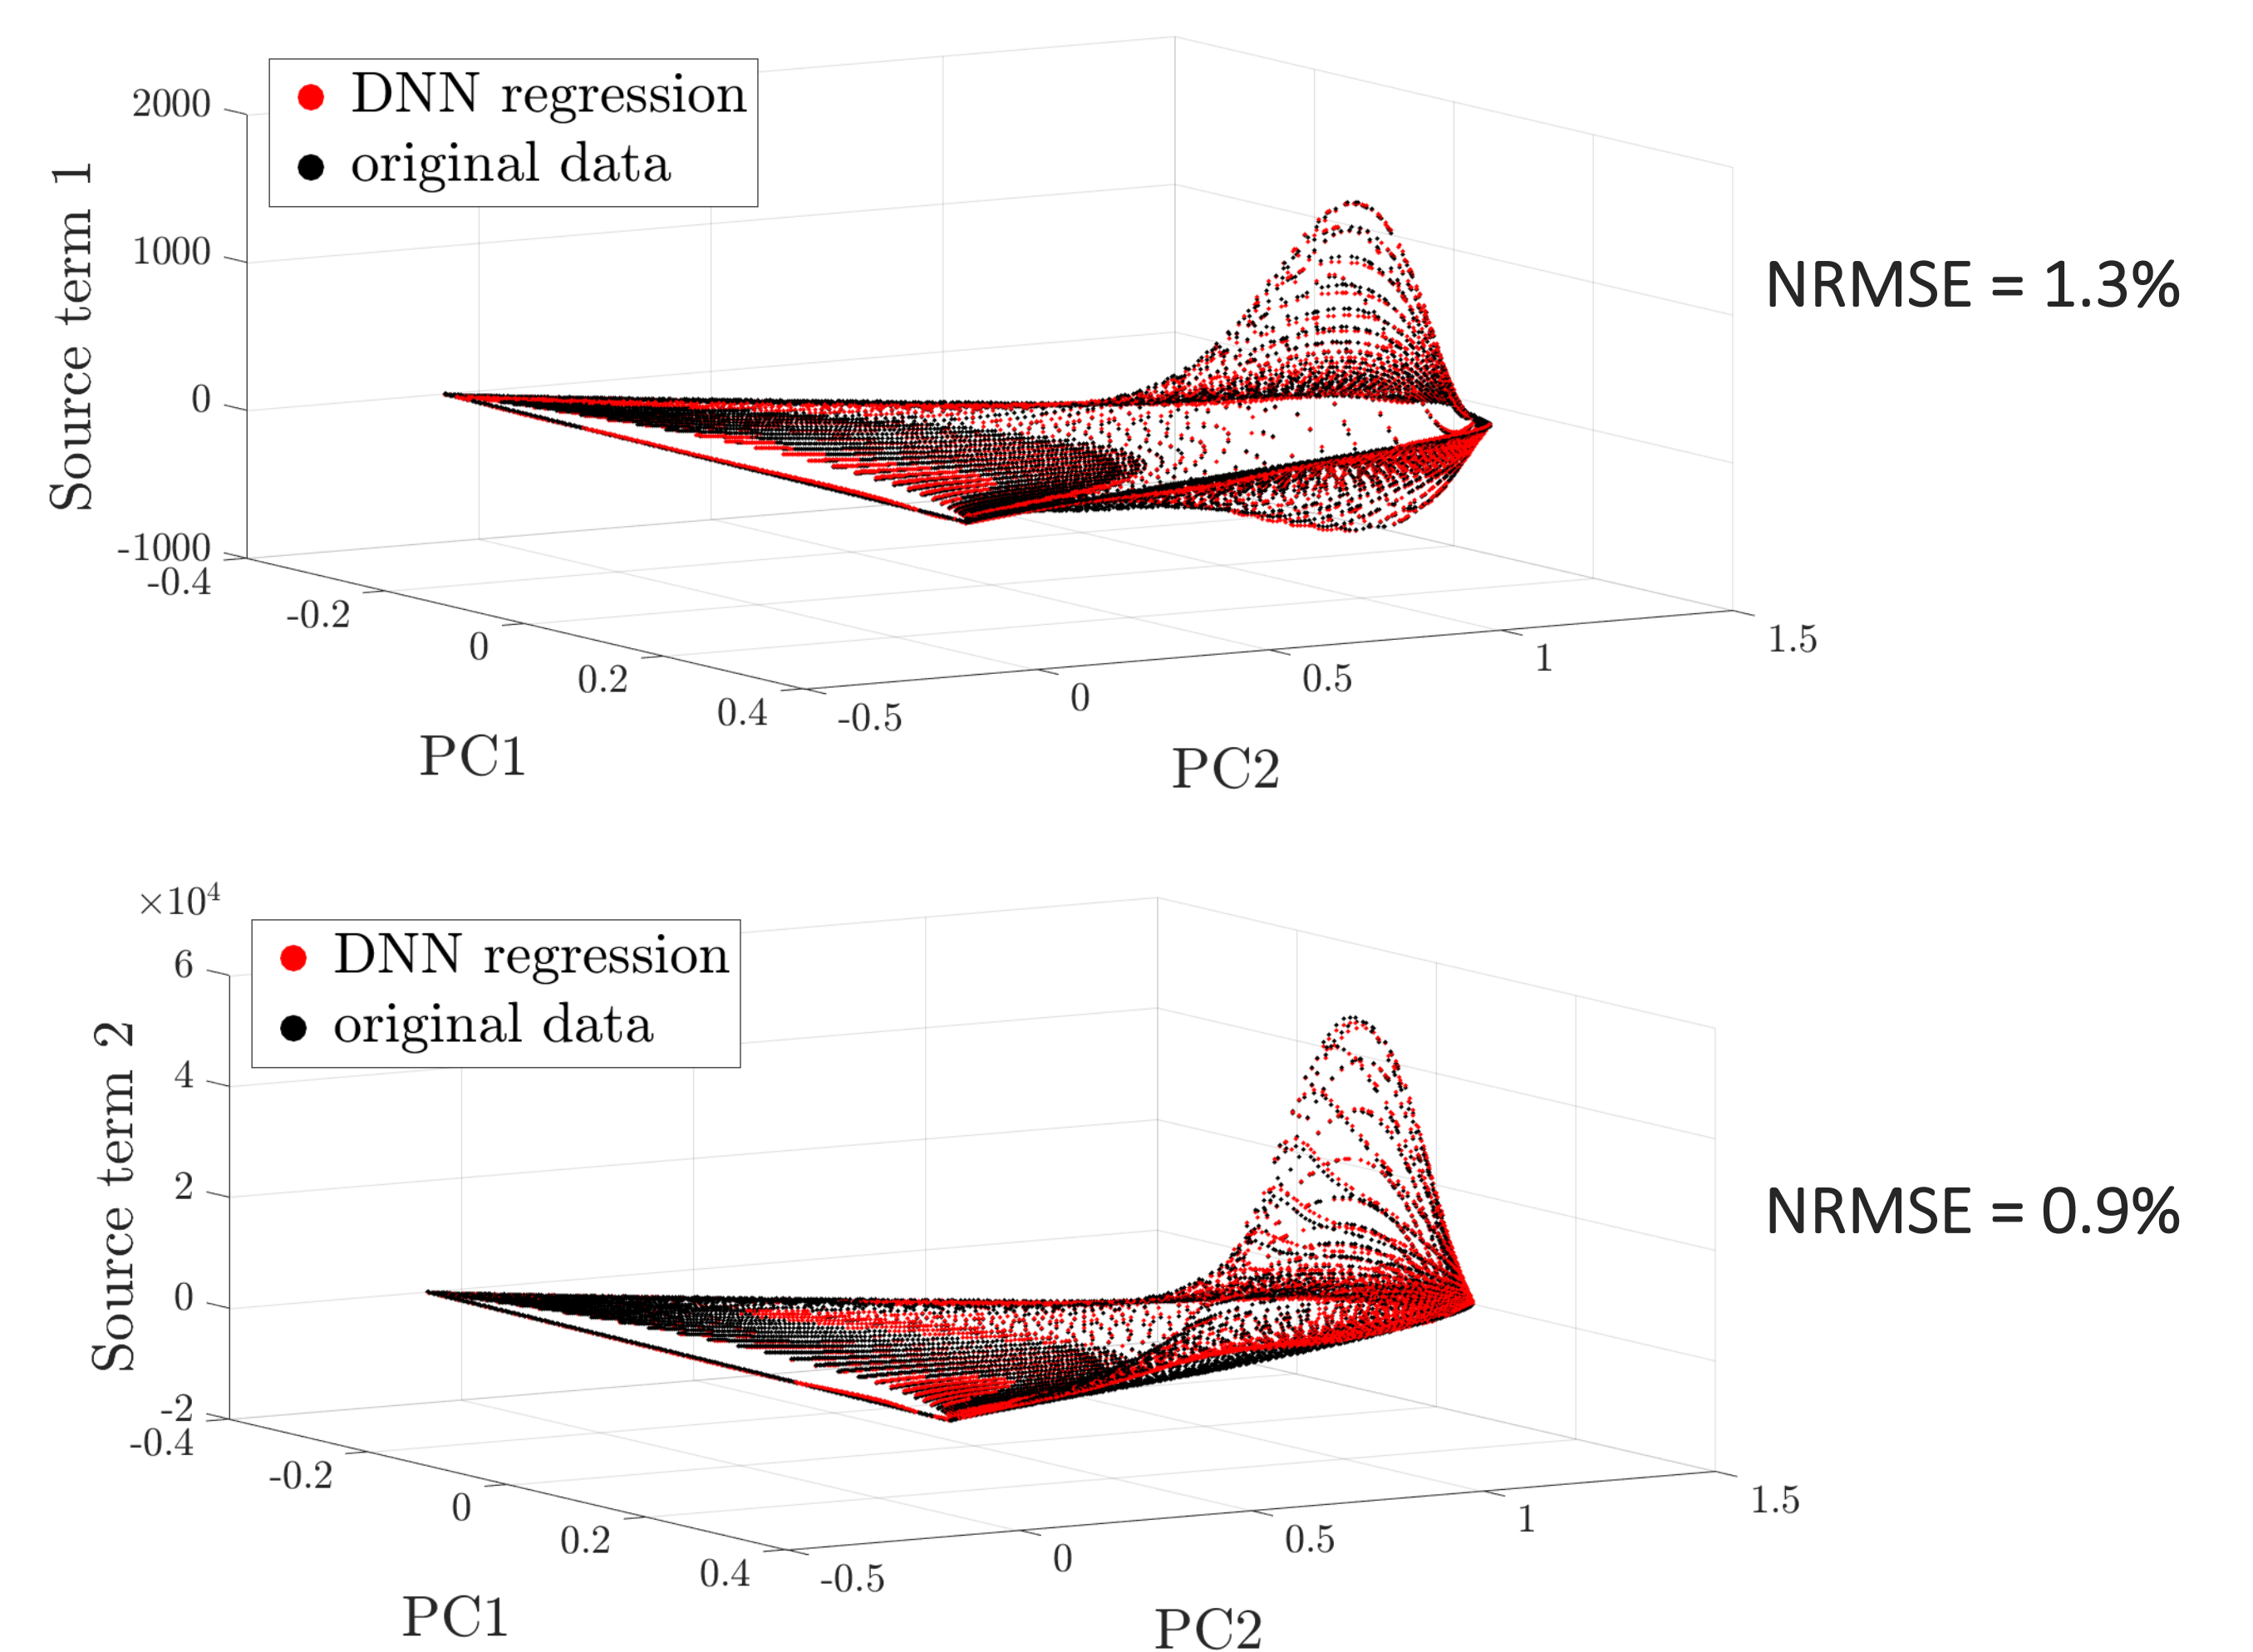 DNN regression
original data
2000
1000
0
-1000
Source term 1
-0.4
-0.2
0
0.2
0.4
PC1
-0.5
0
0.5
1
1.5
PC2
NRMSE = 1.3%
×10⁴
DNN regression
original data
6
4
2
0
-2
Source term 2
-0.4
-0.2
0
0.2
0.4
PC1
-0.5
0
0.5
1
1.5
PC2
NRMSE = 0.9%